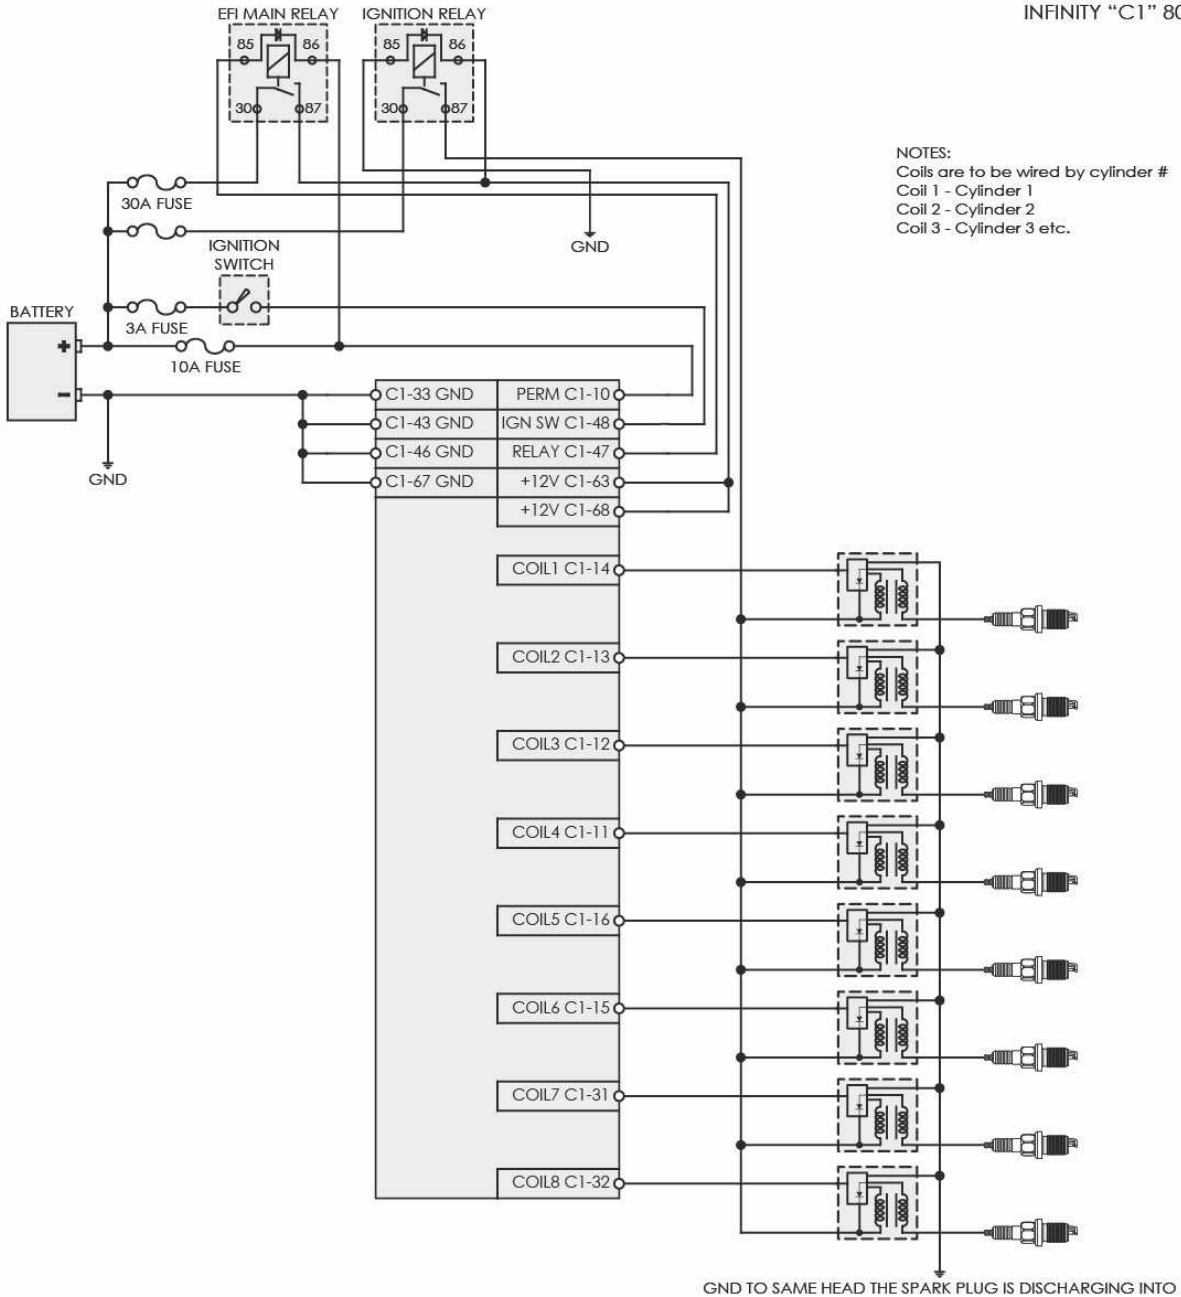 EFI MAIN RELAY
IGNITION RELAY
INFINITY “C1” 80
85
86
85
86
30
87
30
87
NOTES:
Coils are to be wired by cylinder #
Coil 1 - Cylinder 1
Coil 2 - Cylinder 2
Coil 3 - Cylinder 3 etc.
30A FUSE
IGNITION
SWITCH
GND
BATTERY
3A FUSE
+
10A FUSE
-
GND
C1-33 GND
PERM C1-10
C1-43 GND
IGN SW C1-48
C1-46 GND
RELAY C1-47
C1-67 GND
+12V C1-63
+12V C1-68
COIL1 C1-14
COIL2 C1-13
COIL3 C1-12
COIL4 C1-11
COIL5 C1-16
COIL6 C1-15
COIL7 C1-31
COIL8 C1-32
GND TO SAME HEAD THE SPARK PLUG IS DISCHARGING INTO